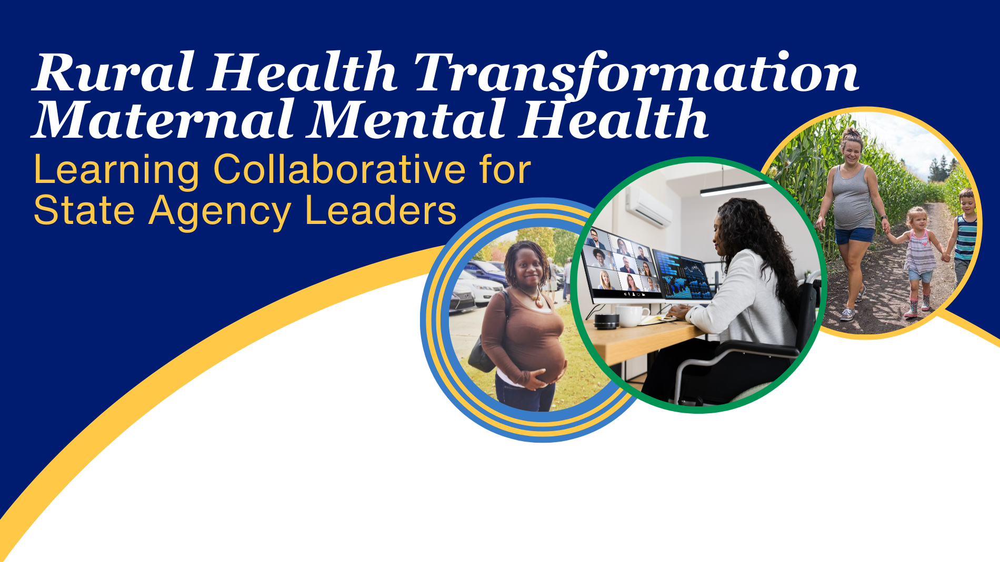 Rural Health Transformation
Maternal Mental Health
Learning Collaborative for
State Agency Leaders